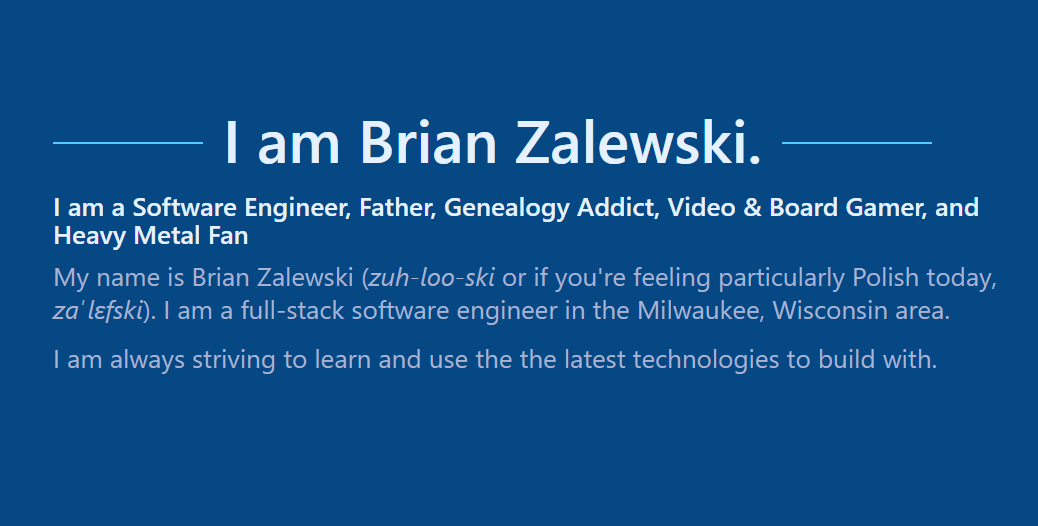 I am Brian Zalewski.
I am a Software Engineer, Father, Genealogy Addict, Video & Board Gamer, and
Heavy Metal Fan
My name is Brian Zalewski (zuh-loo-ski or if you're feeling particularly Polish today,
zaˈlɛfski). I am a full-stack software engineer in the Milwaukee, Wisconsin area.
I am always striving to learn and use the the latest technologies to build with.